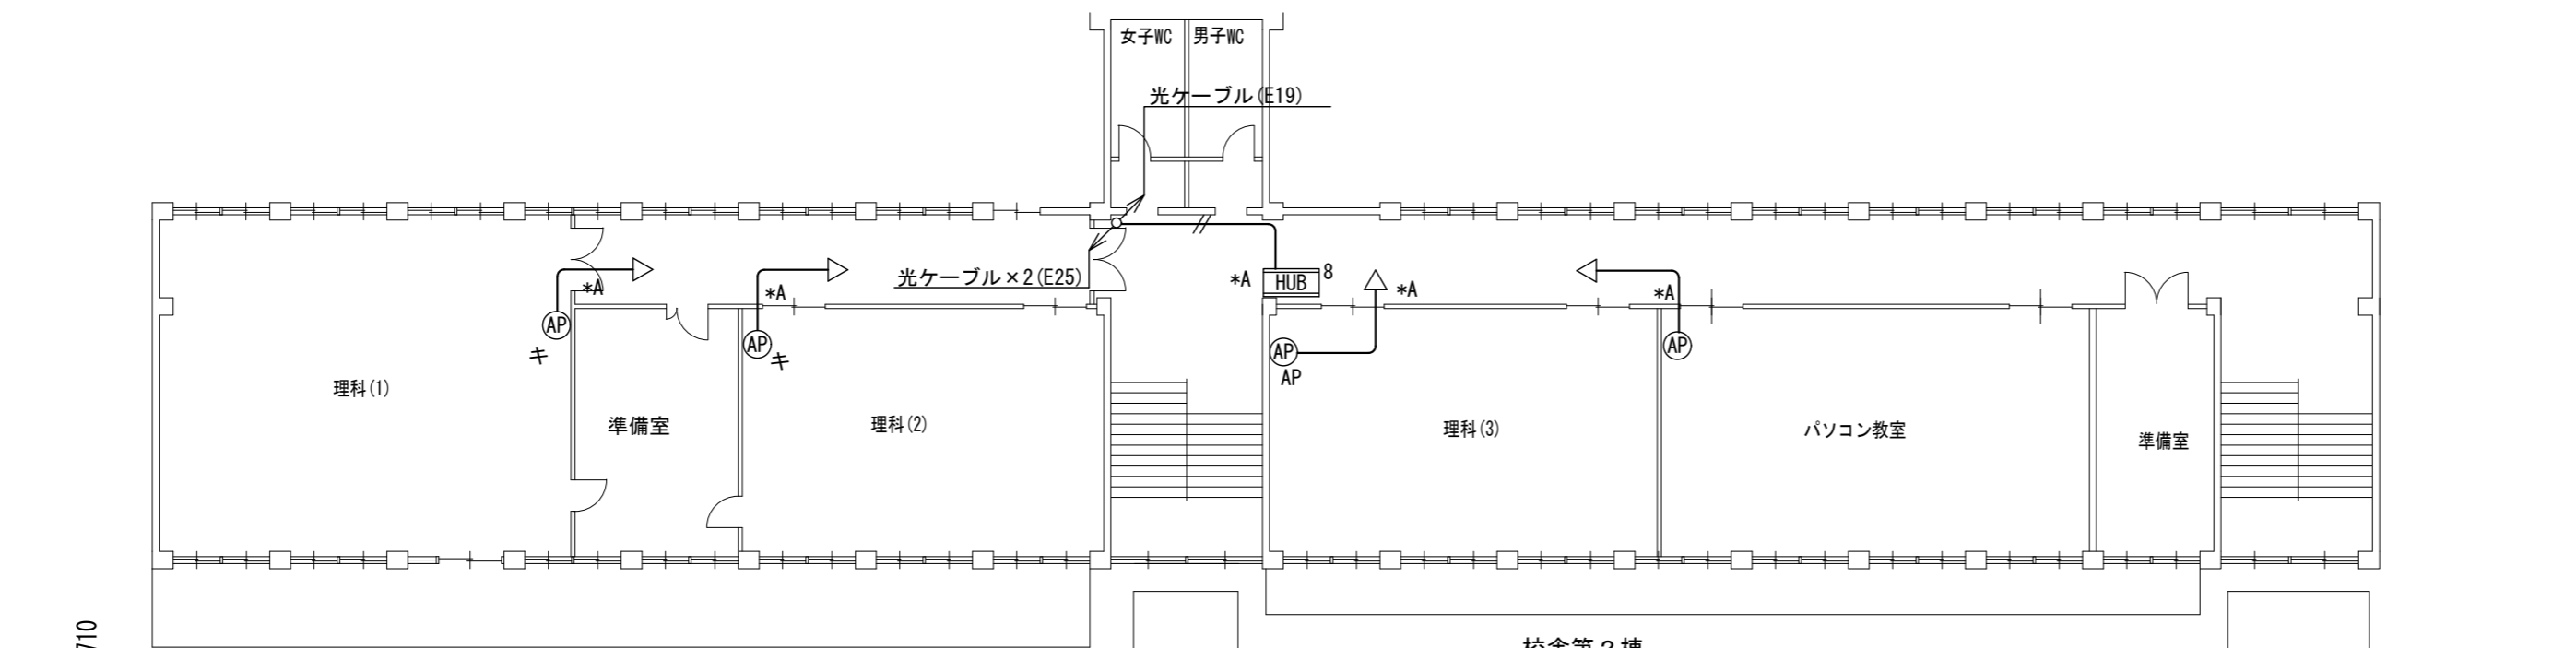 女子WC
男子WC
光ケーブル(E19)
光ケーブル×2(E25)
*A
*A
*A
HUB
8
*A
*A
AP
キ
AP
キ
AP
AP
AP
理科(1)
準備室
理科(2)
理科(3)
パソコン教室
準備室
710